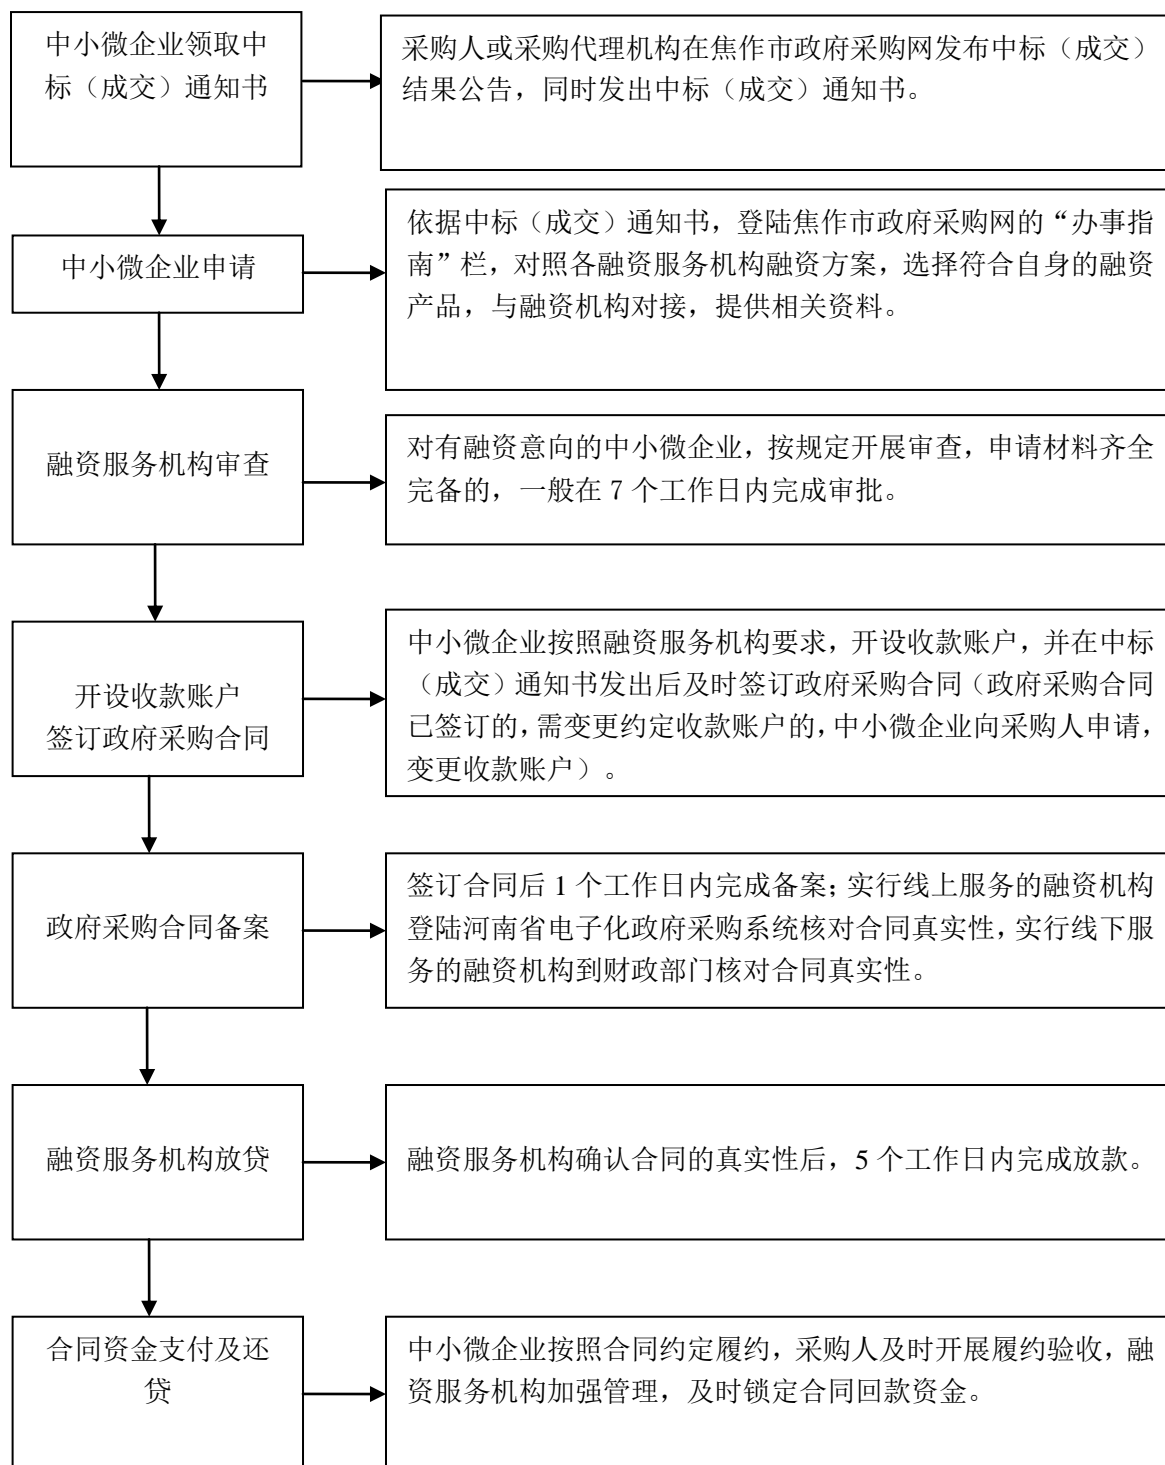 中小微企业领取中
标（成交）通知书
采购人或采购代理机构在焦作市政府采购网发布中标（成交）
结果公告，同时发出中标（成交）通知书。
中小微企业申请
依据中标（成交）通知书，登陆焦作市政府采购网的“办事指
南”栏，对照各融资服务机构融资方案，选择符合自身的融资
产品，与融资机构对接，提供相关资料。
融资服务机构审查
对有融资意向的中小微企业，按规定开展审查，申请材料齐全
完备的，一般在 7 个工作日内完成审批。
开设收款账户
签订政府采购合同
中小微企业按照融资服务机构要求，开设收款账户，并在中标
（成交）通知书发出后及时签订政府采购合同（政府采购合同
已签订的，需变更约定收款账户的，中小微企业向采购人申请，
变更收款账户）。
政府采购合同备案
签订合同后 1 个工作日内完成备案；实行线上服务的融资机构
登陆河南省电子化政府采购系统核对合同真实性，实行线下服
务的融资机构到财政部门核对合同真实性。
融资服务机构放贷
融资服务机构确认合同的真实性后，5 个工作日内完成放款。
合同资金支付及还
贷
中小微企业按照合同约定履约，采购人及时开展履约验收，融
资服务机构加强管理，及时锁定合同回款资金。